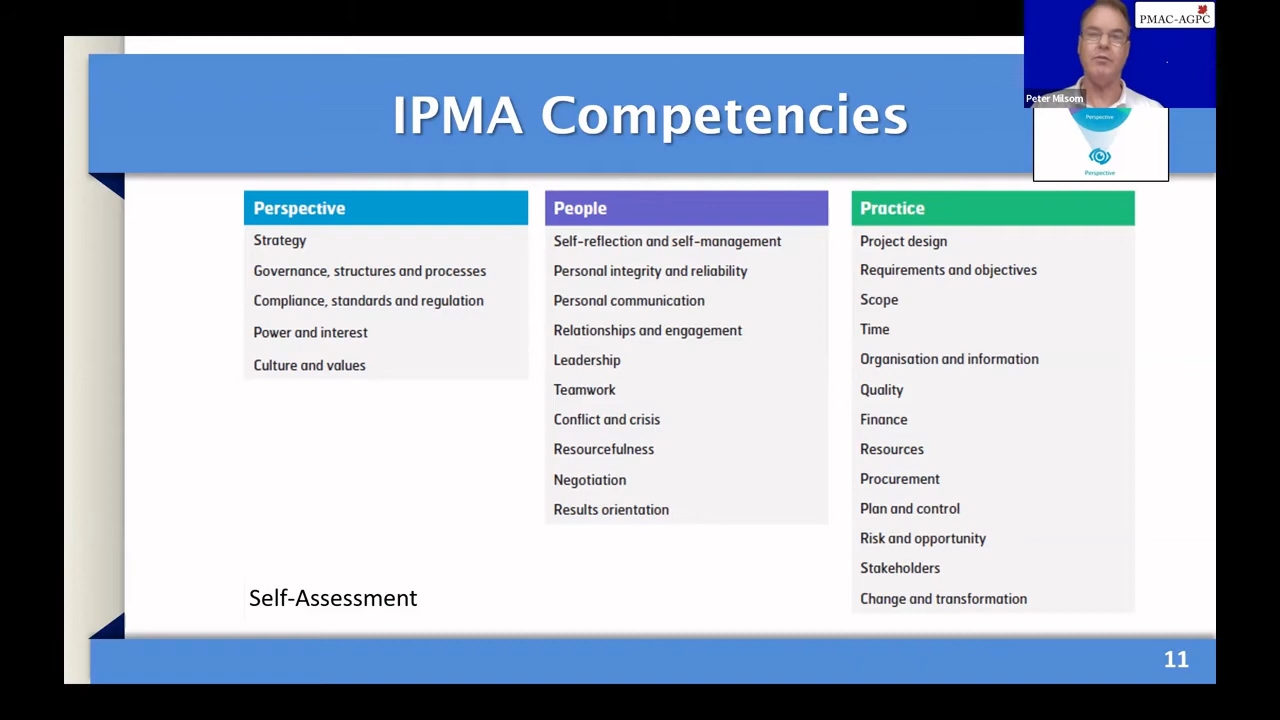 PMAC-AGPC
Peter Milsom
IPMA Competencies
Perspective
Perspective
Perspective
Strategy
Governance, structures and processes
Compliance, standards and regulation
Power and interest
Culture and values
People
Self-reflection and self-management
Personal integrity and reliability
Personal communication
Relationships and engagement
Leadership
Teamwork
Conflict and crisis
Resourcefulness
Negotiation
Results orientation
Practice
Project design
Requirements and objectives
Scope
Time
Organisation and information
Quality
Finance
Resources
Procurement
Plan and control
Risk and opportunity
Stakeholders
Change and transformation
Self-Assessment
11